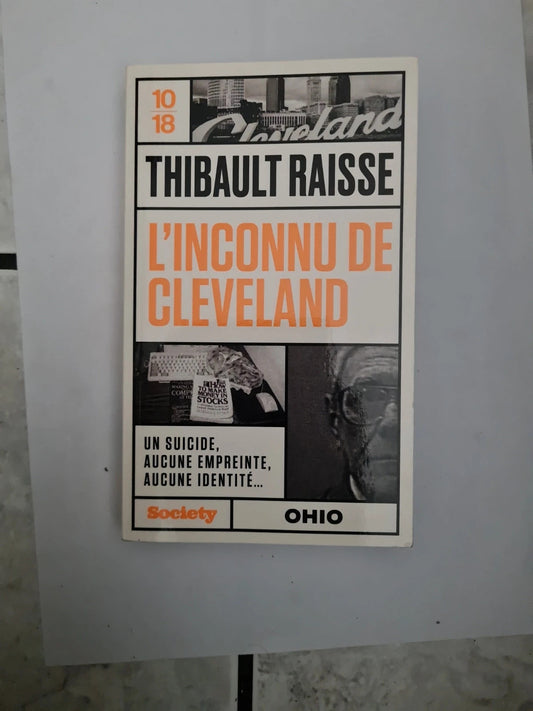 10
18
Cleveland
THIBAULT RAISSE
L'INCONNU DE
CLEVELAND
TO MAKE
MONEY IN
STOCKS
UN SUICIDE,
AUCUNE EMPREINTE,
AUCUNE IDENTITÉ...
Society
OHIO